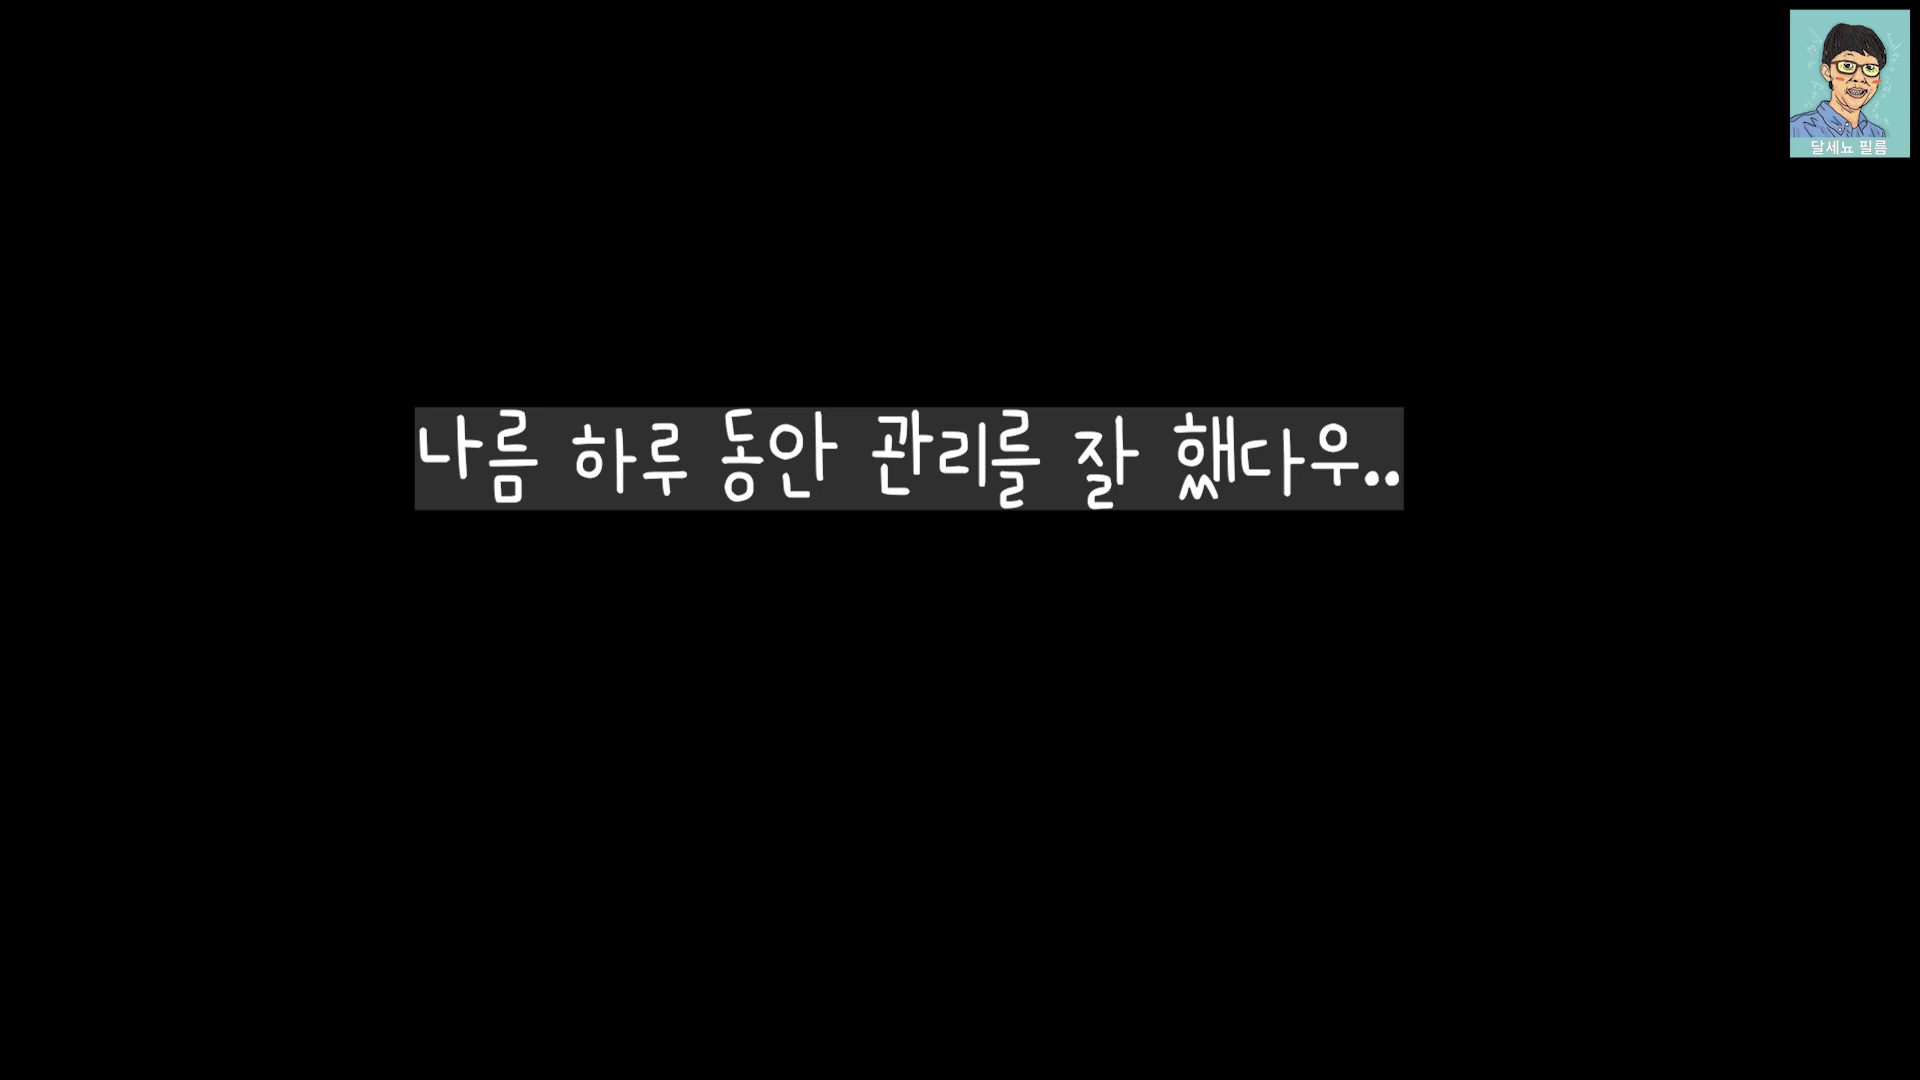 달세뇨 필름
나름 하루 동안 관리를 잘 했다우..